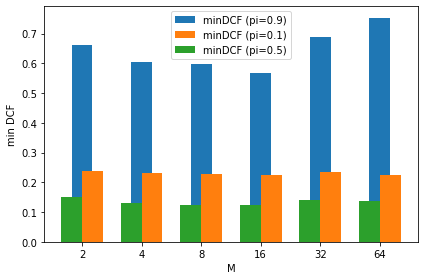 minDCF (pi=0.9)
minDCF (pi=0.1)
minDCF (pi=0.5)
min DCF
0.7
0.6
0.5
0.4
0.3
0.2
0.1
0.0
2 4 8 16 32 64
M